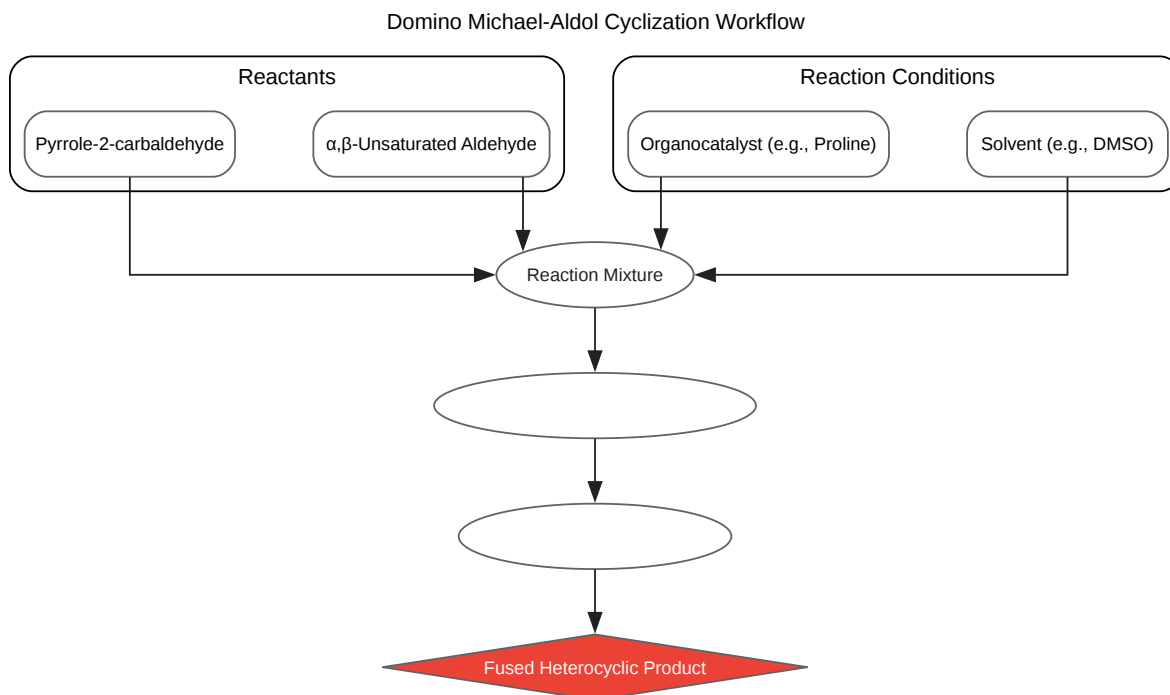 Domino Michael-Aldol Cyclization Workflow
Reactants
Reaction Conditions
Pyrrole-2-carbaldehyde
α,β-Unsaturated Aldehyde
Organocatalyst (e.g., Proline)
Solvent (e.g., DMSO)
Reaction Mixture
Fused Heterocyclic Product